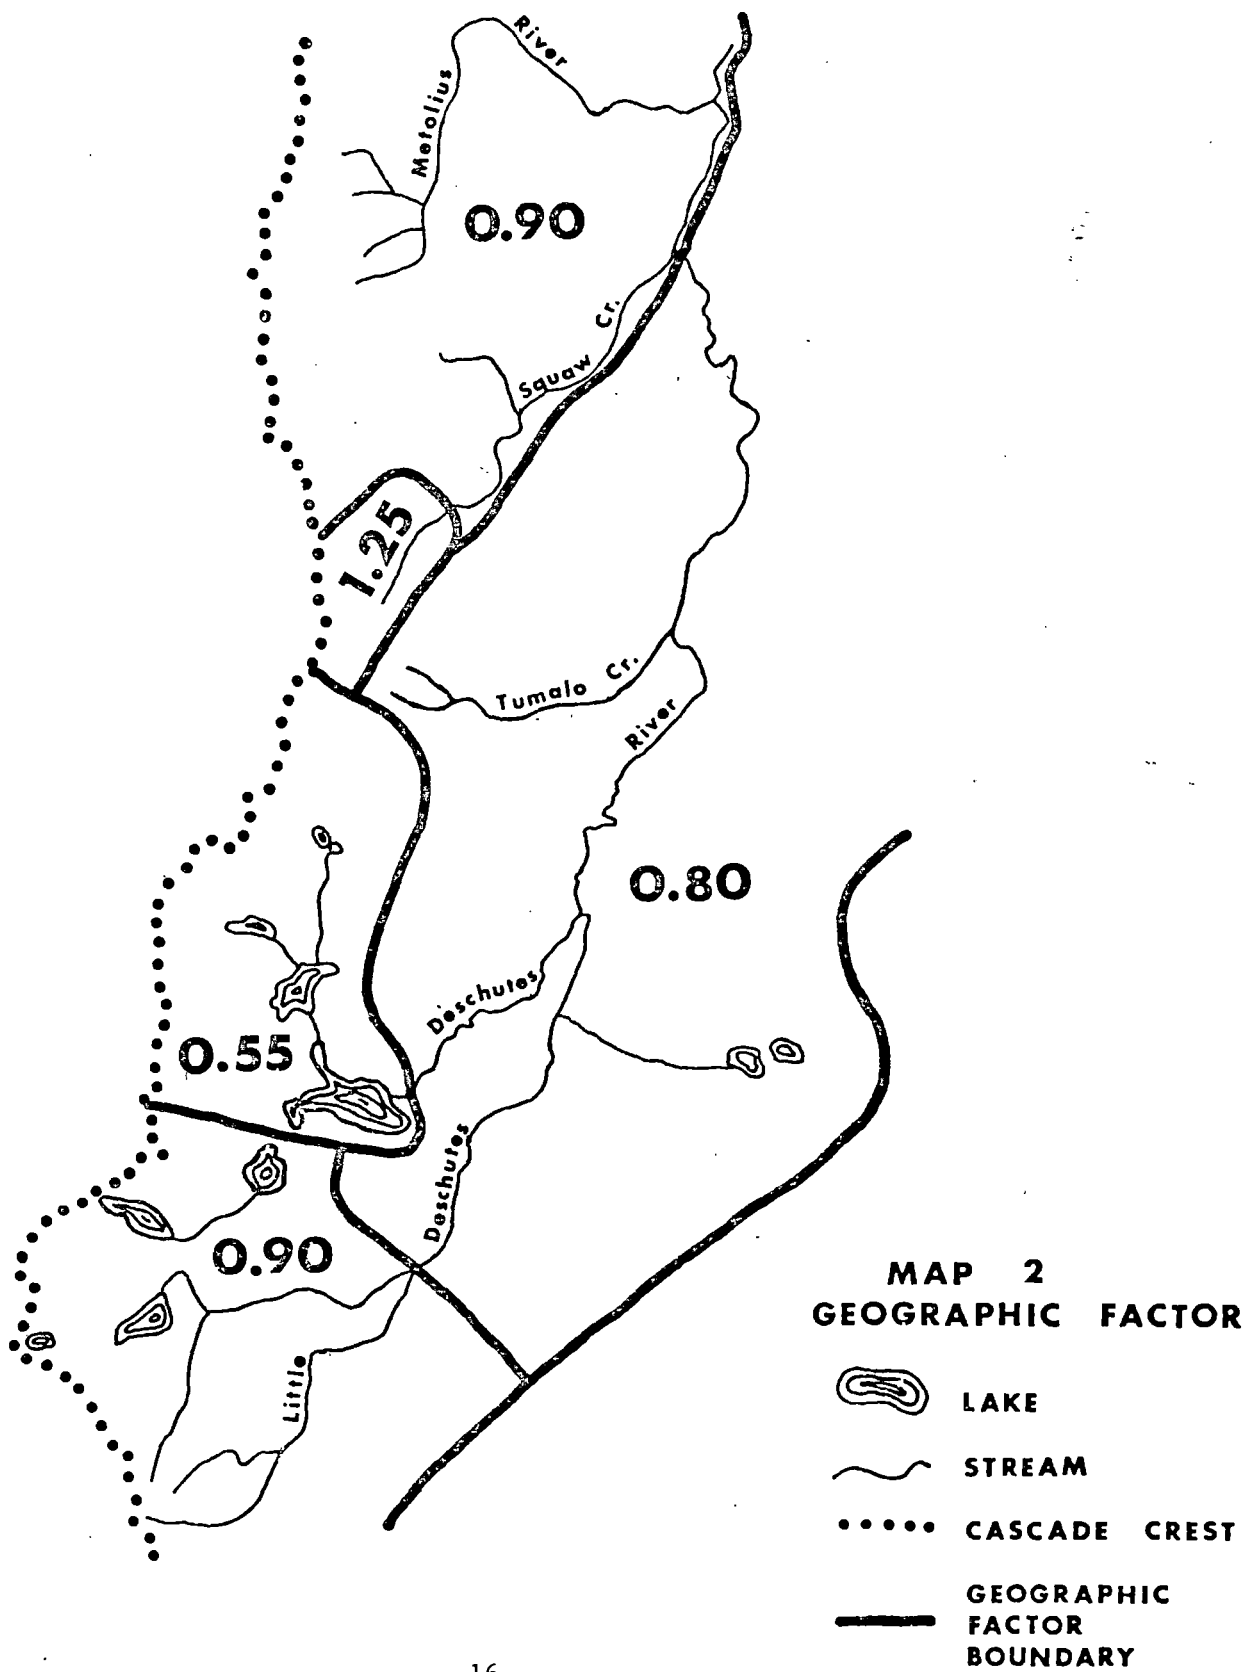 River
Metolius
0.90
Squaw Cr.
1.25
Tumalo Cr.
River
0.80
Deschutes
0.55
Deschutes
0.90
Little
MAP 2
GEOGRAPHIC FACTOR
LAKE
STREAM
CASCADE CREST
GEOGRAPHIC
FACTOR
BOUNDARY
16